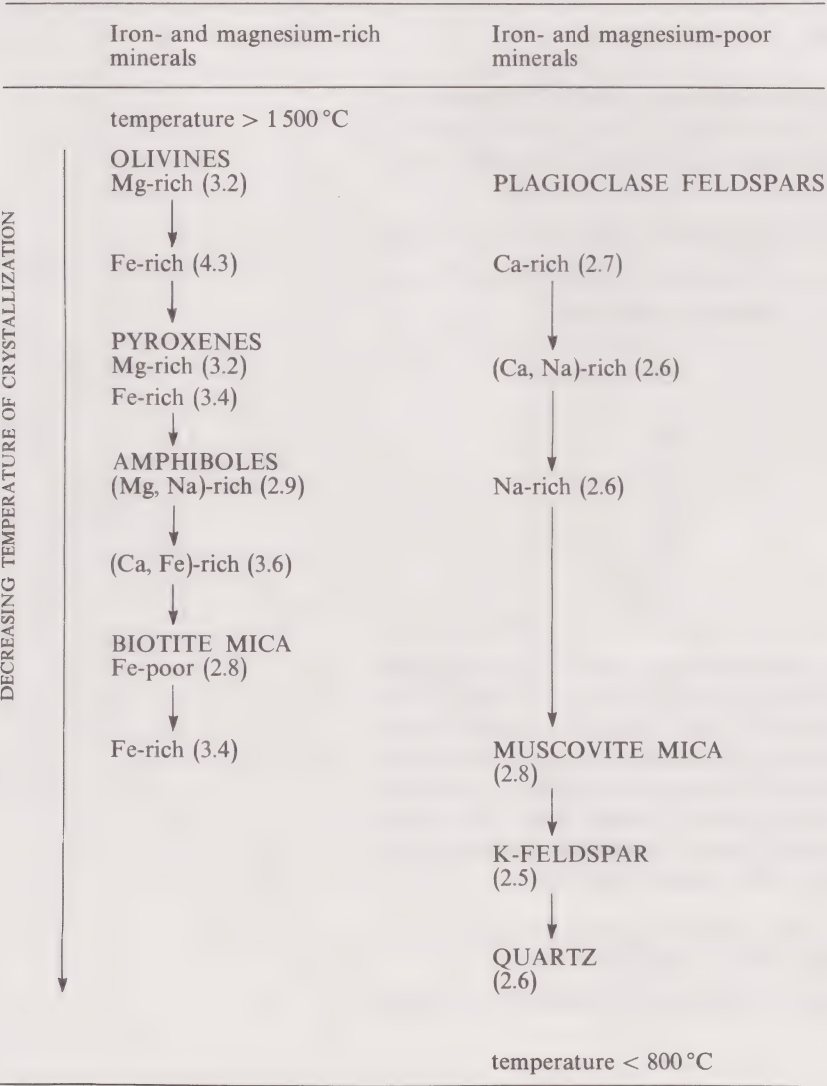 Iron- and magnesium-rich
minerals
Iron- and magnesium-poor
minerals
temperature > 1 500 °C
DECREASING TEMPERATURE OF CRYSTALLIZATION
OLIVINES
Mg-rich (3.2)
Fe-rich (4.3)
PYROXENES
Mg-rich (3.2)
Fe-rich (3.4)
AMPHIBOLES
(Mg, Na)-rich (2.9)
(Ca, Fe)-rich (3.6)
BIOTITE MICA
Fe-poor (2.8)
Fe-rich (3.4)
PLAGIOCLASE FELDSPARS
Ca-rich (2.7)
(Ca, Na)-rich (2.6)
Na-rich (2.6)
MUSCOVITE MICA
(2.8)
K-FELDSPAR
(2.5)
QUARTZ
(2.6)
temperature < 800 °C